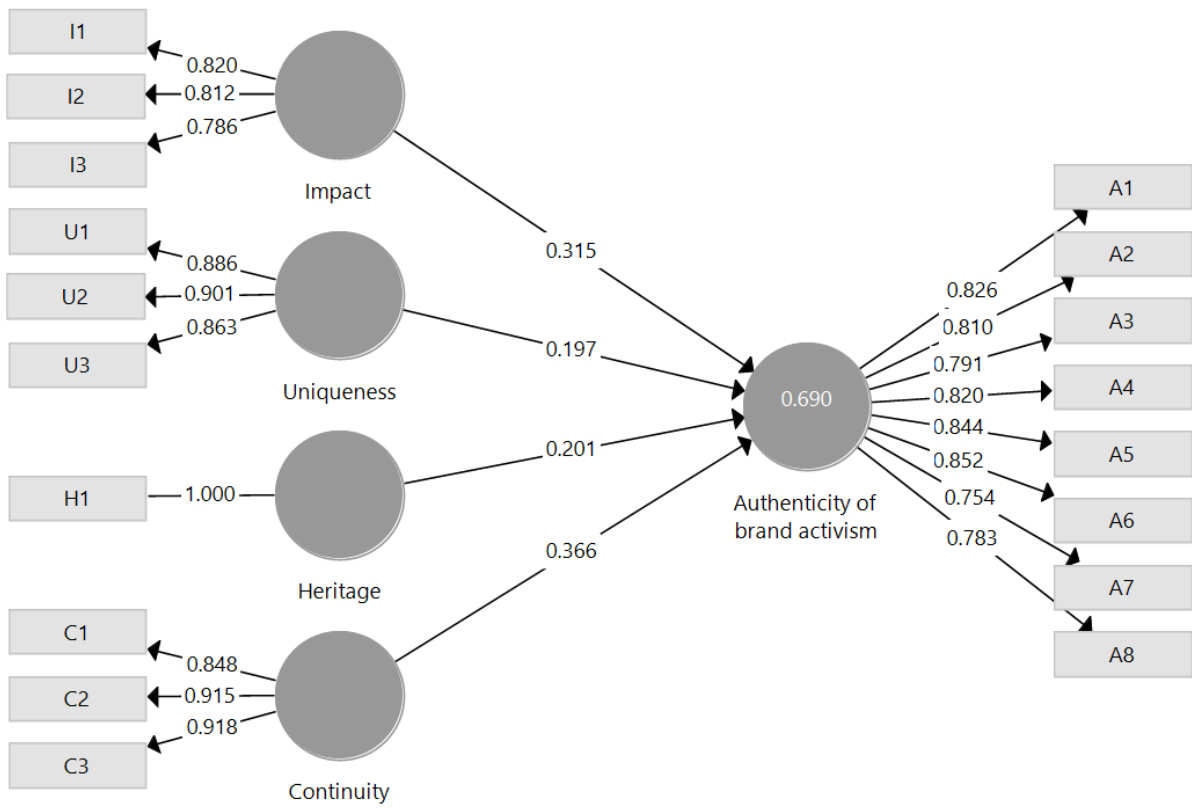 I1
0.820
I2
0.812
0.786
I3
Impact
U1
0.886
U2
0.901
0.863
U3
Uniqueness
H1
1.000
Heritage
C1
0.848
C2
0.915
0.918
C3
Continuity
0.315
0.197
0.201
0.366
0.690
Authenticity of
brand activism
0.826
0.810
0.791
0.820
0.844
0.852
0.754
0.783
A1
A2
A3
A4
A5
A6
A7
A8